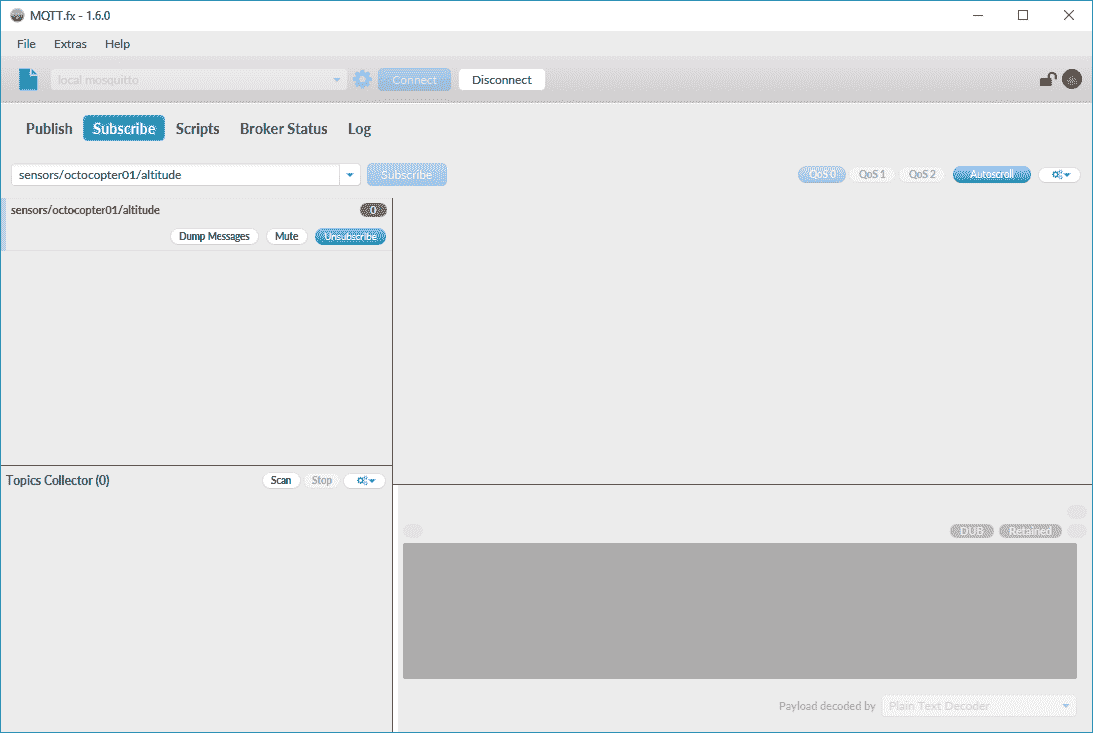 MQTT.fx - 1.6.0
File Extras Help
local mosquitto Connect Disconnect
Publish Subscribe Scripts Broker Status Log
sensors/octocopter01/altitude Subscribe QoS 0 QoS 1 QoS 2 Autoscroll
sensors/octocopter01/altitude 0
Dump Messages Mute Unsubscribe
Topics Collector (0) Scan Stop
DUB Retained
Payload decoded by Plain Text Decoder